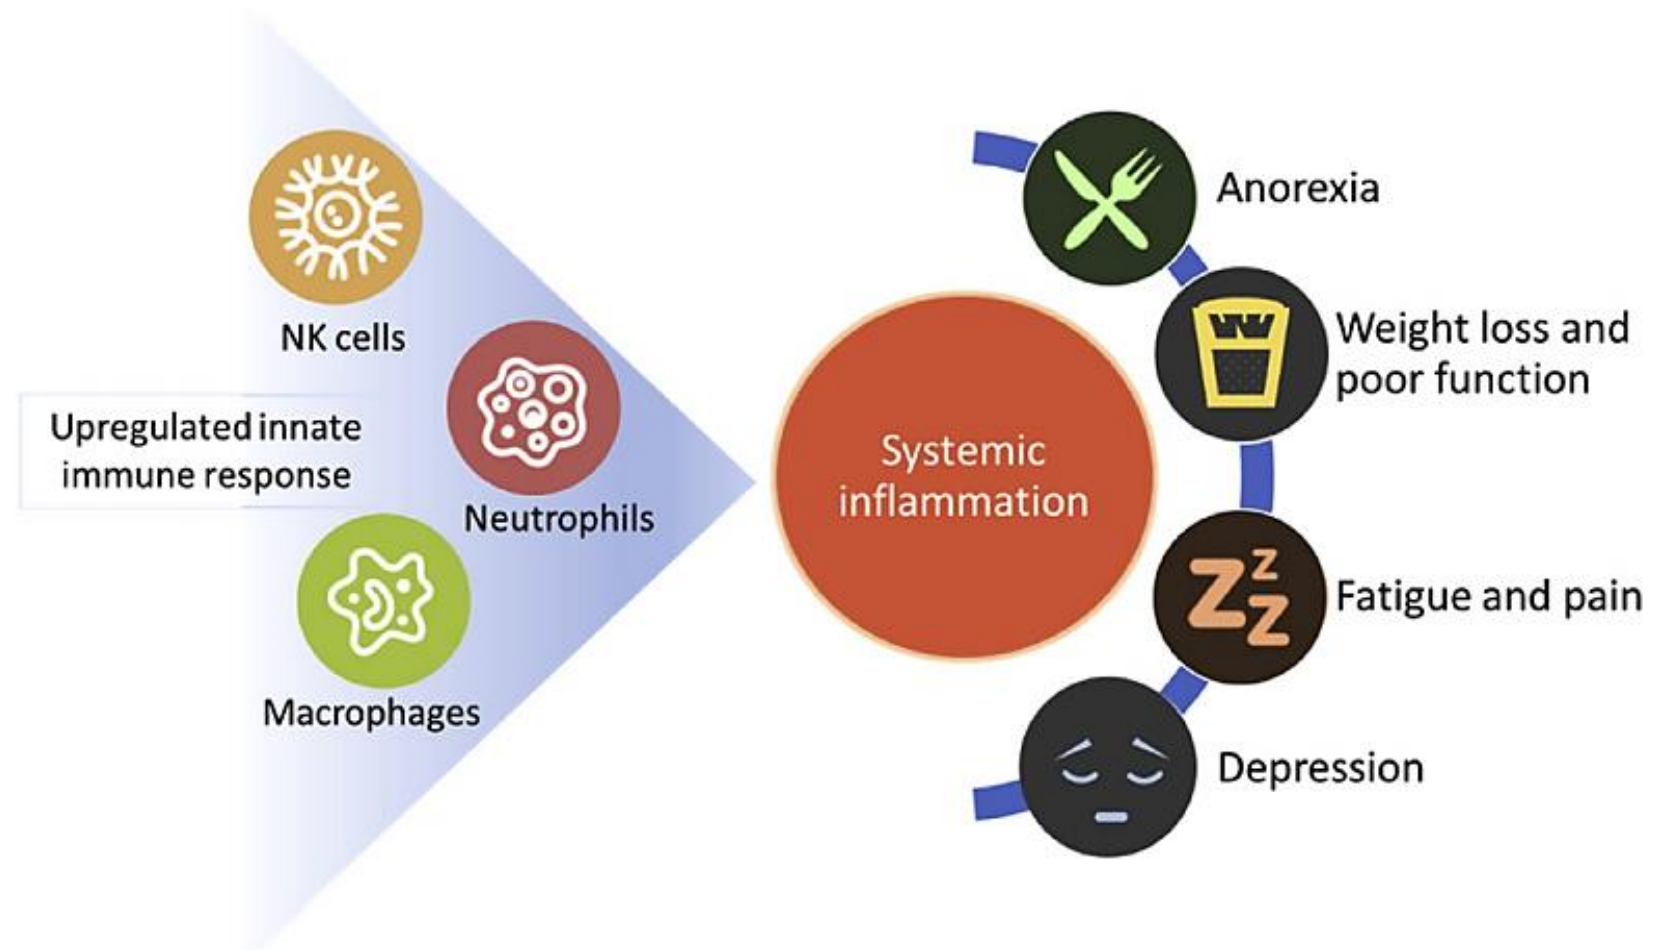 NK cells
Upregulated innate
immune response
Neutrophils
Macrophages
Systemic
inflammation
Anorexia
Weight loss and
poor function
Zzz
Fatigue and pain
Depression